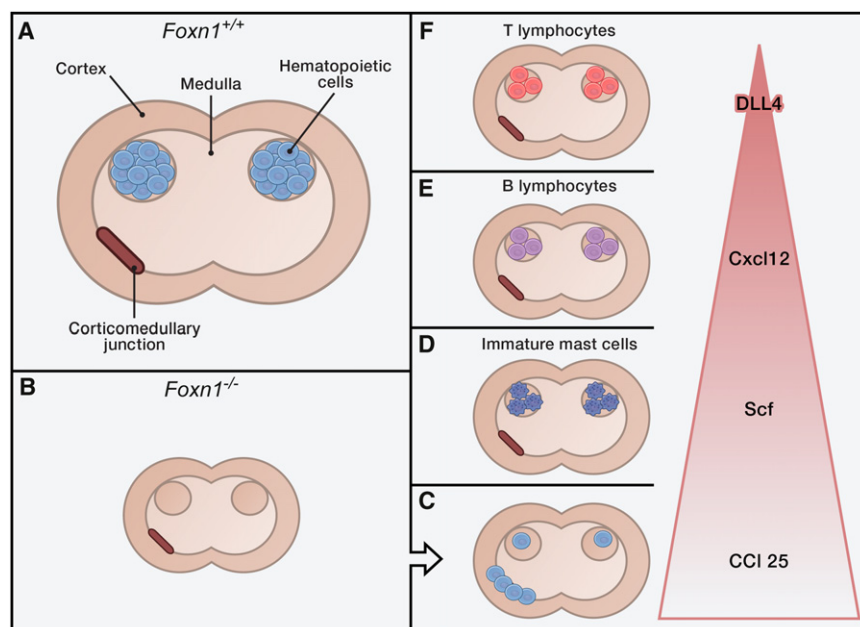 A
Foxn1+/+
Cortex
Medulla
Hematopoietic
cells
Corticomedullary
junction
B
Foxn1-/-
F
T lymphocytes
E
B lymphocytes
D
Immature mast cells
C
DLL4
Cxcl12
Scf
CCl 25